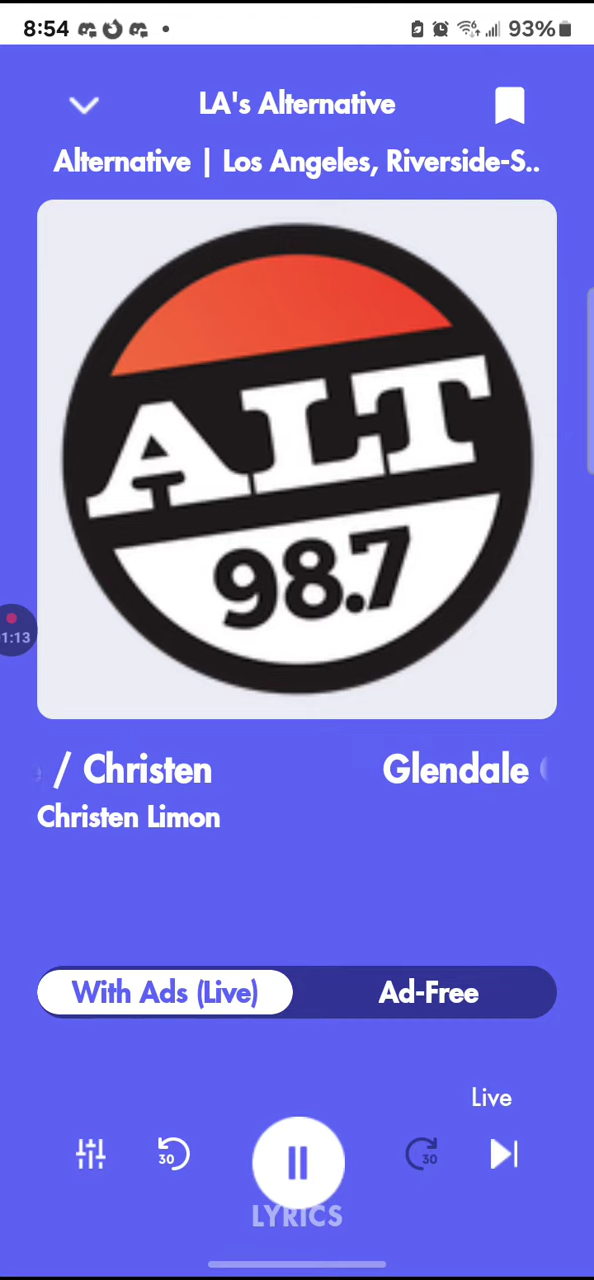 8:54
93%
LA's Alternative
Alternative | Los Angeles, Riverside-S..
ALT
98.7
1:13
/ Christen Glendale
Christen Limon
With Ads (Live) Ad-Free
Live
30 30
LYRICS